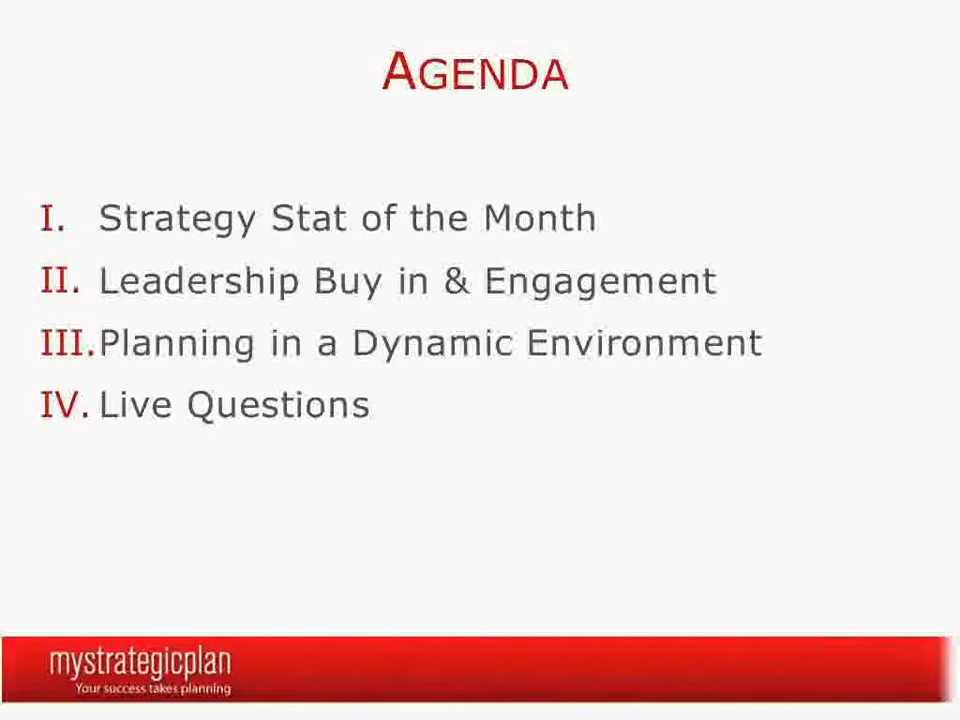 AGENDA
I. Strategy Stat of the Month
II. Leadership Buy in & Engagement
III. Planning in a Dynamic Environment
IV. Live Questions
mystrategicplan
Your success takes planning